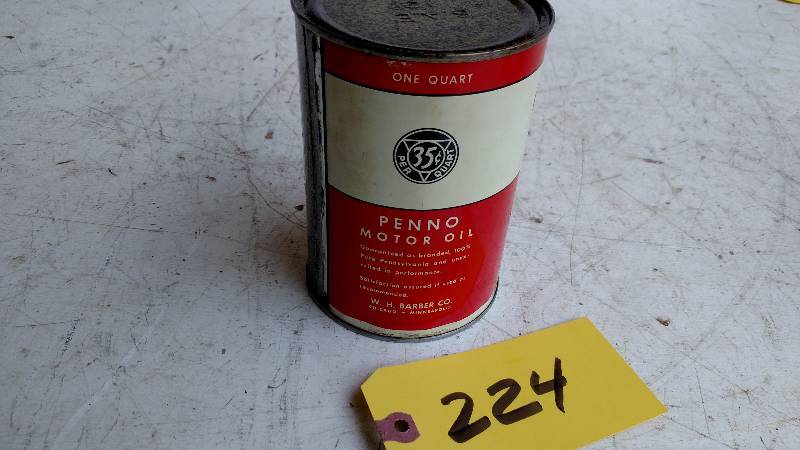 ONE QUART
35¢
PER QUART
PENNO
MOTOR OIL
Guaranteed as branded, 100%
Pure Pennsylvania and unex-
celled in performance.
Satisfaction assured if used as
recommended.
W. H. BARBER CO.
CHICAGO - MINNEAPOLIS
224